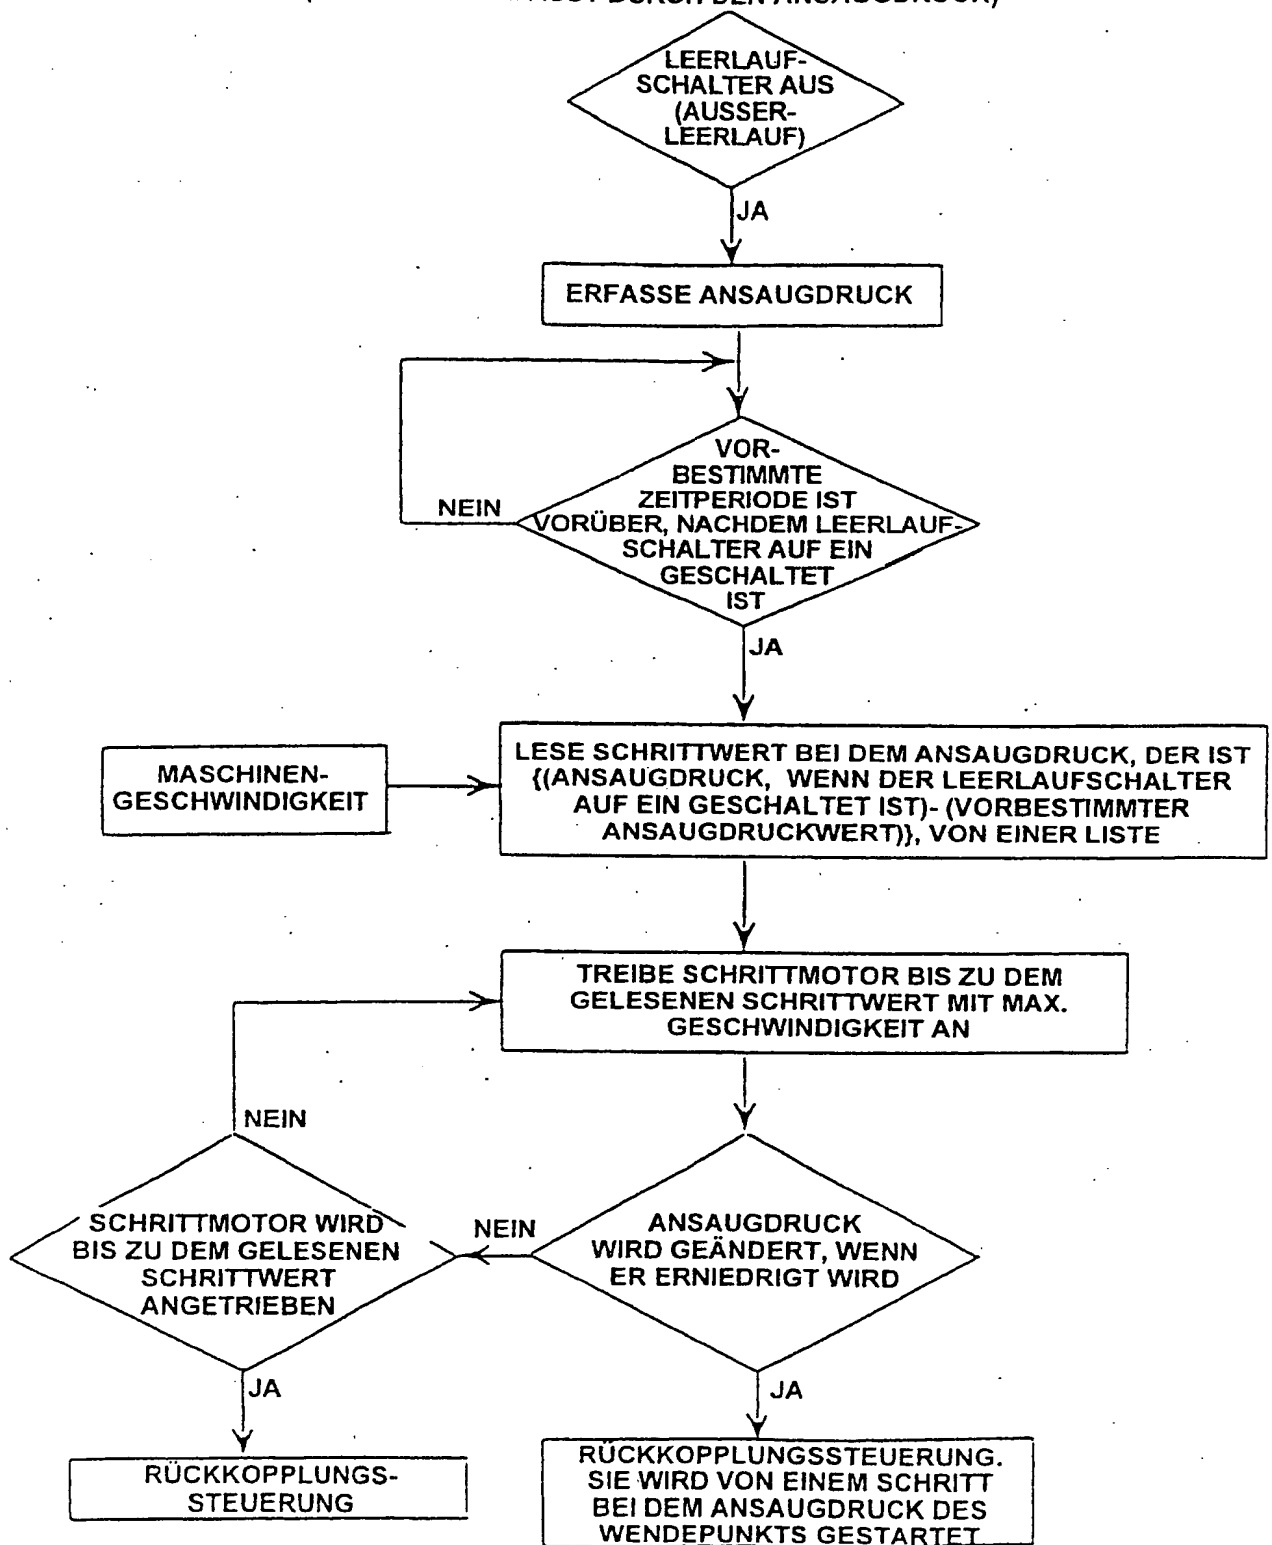 DURCH DEN ANSAUGDRUCK)
LEERLAUF-
SCHALTER AUS
(AUSSER-
LEERLAUF)
JA
ERFASSE ANSAUGDRUCK
VOR-
BESTIMMTE
ZEITPERIODE IST
VORÜBER, NACHDEM LEERLAUF-
SCHALTER AUF EIN
GESCHALTET
IST
NEIN
JA
MASCHINEN-
GESCHWINDIGKEIT
LESE SCHRITTWERT BEI DEM ANSAUGDRUCK, DER IST
{(ANSAUGDRUCK, WENN DER LEERLAUFSCHALTER
AUF EIN GESCHALTET IST)- (VORBESTIMMTER
ANSAUGDRUCKWERT)}, VON EINER LISTE
TREIBE SCHRITTMOTOR BIS ZU DEM
GELESENEN SCHRITTWERT MIT MAX.
GESCHWINDIGKEIT AN
NEIN
SCHRITTMOTOR WIRD
BIS ZU DEM GELESENEN
SCHRITTWERT
ANGETRIEBEN
NEIN
ANSAUGDRUCK
WIRD GEÄNDERT, WENN
ER ERNIEDRIGT WIRD
JA
JA
RÜCKKOPPLUNGS-
STEUERUNG
RÜCKKOPPLUNGSSTEUERUNG.
SIE WIRD VON EINEM SCHRITT
BEI DEM ANSAUGDRUCK DES
WENDEPUNKTS GESTARTET